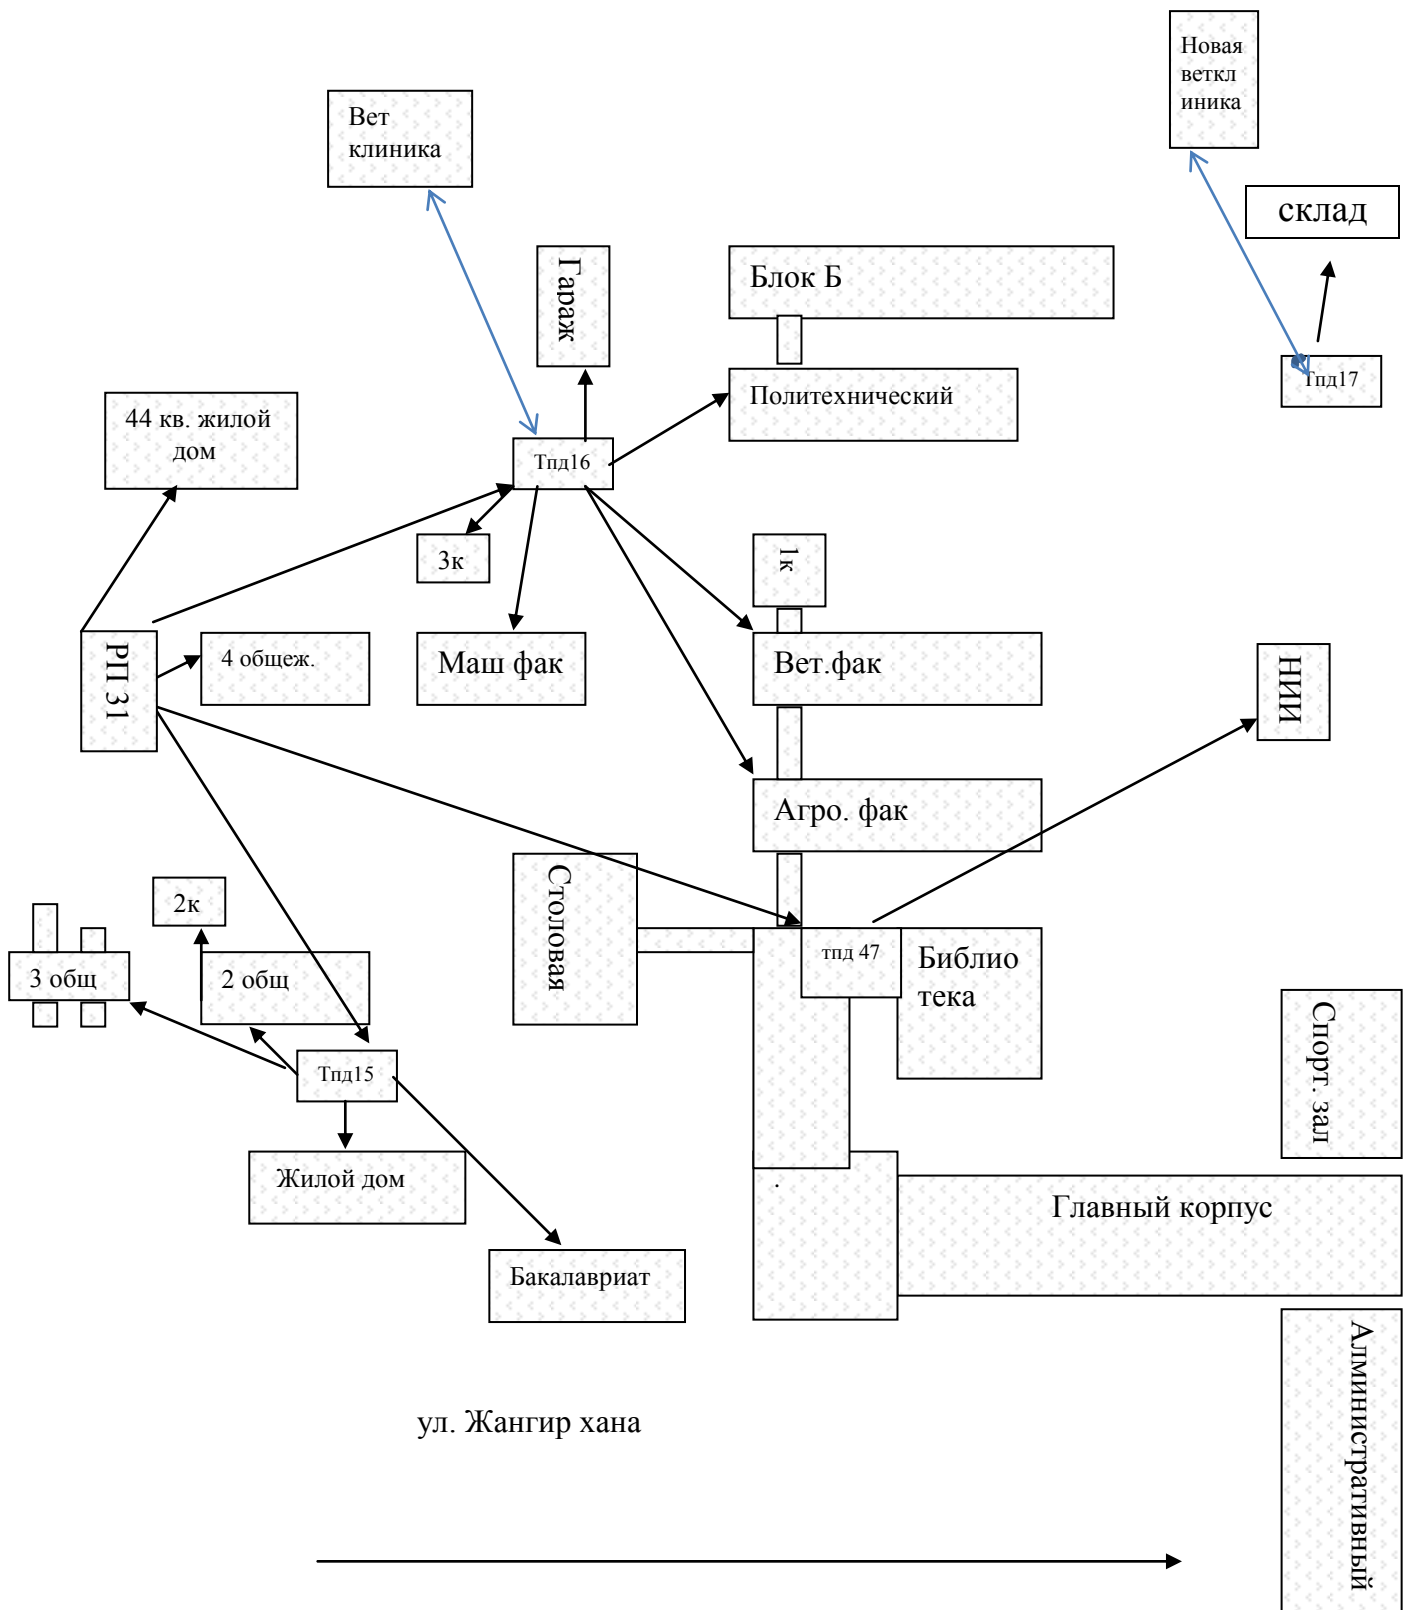 Новая
веткл
иника
Вет
клиника
склад
Гараж
Блок Б
Тпд17
Политехнический
44 кв. жилой
дом
Тпд16
3к
1к
РП 31
4 общеж.
Маш фак
Вет.фак
НИИ
Агро. фак
Столовая
2к
тпд 47
Библио
тека
3 общ
2 общ
Спорт. зал
Тпд15
Жилой дом
.
Главный корпус
Бакалавриат
Алминистративный
ул. Жангир хана